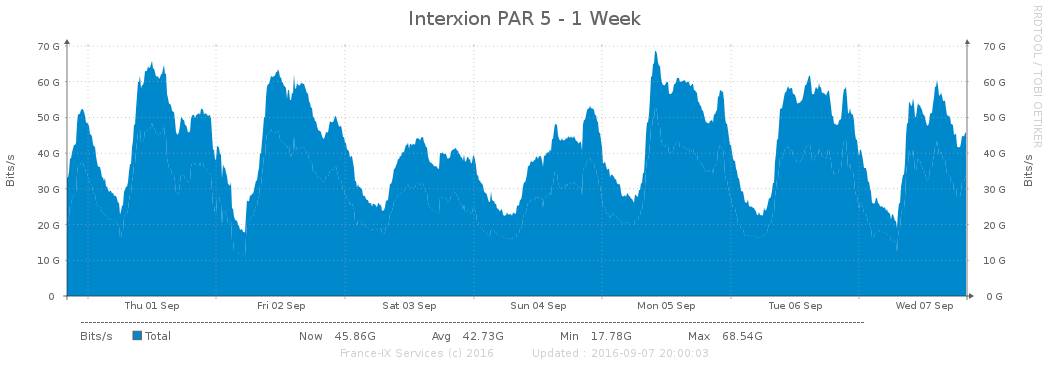 Interxion PAR 5 - 1 Week
RRDTOOL / TOBI OETIKER
Bits/s
70 G
60 G
50 G
40 G
30 G
20 G
10 G
0
70 G
60 G
50 G
40 G
30 G
20 G
10 G
0 G
Bits/s
Thu 01 Sep Fri 02 Sep Sat 03 Sep Sun 04 Sep Mon 05 Sep Tue 06 Sep Wed 07 Sep
Bits/s Total Now 45.86G Avg 42.73G Min 17.78G Max 68.54G
France-IX Services (c) 2016 Updated : 2016-09-07 20:00:03